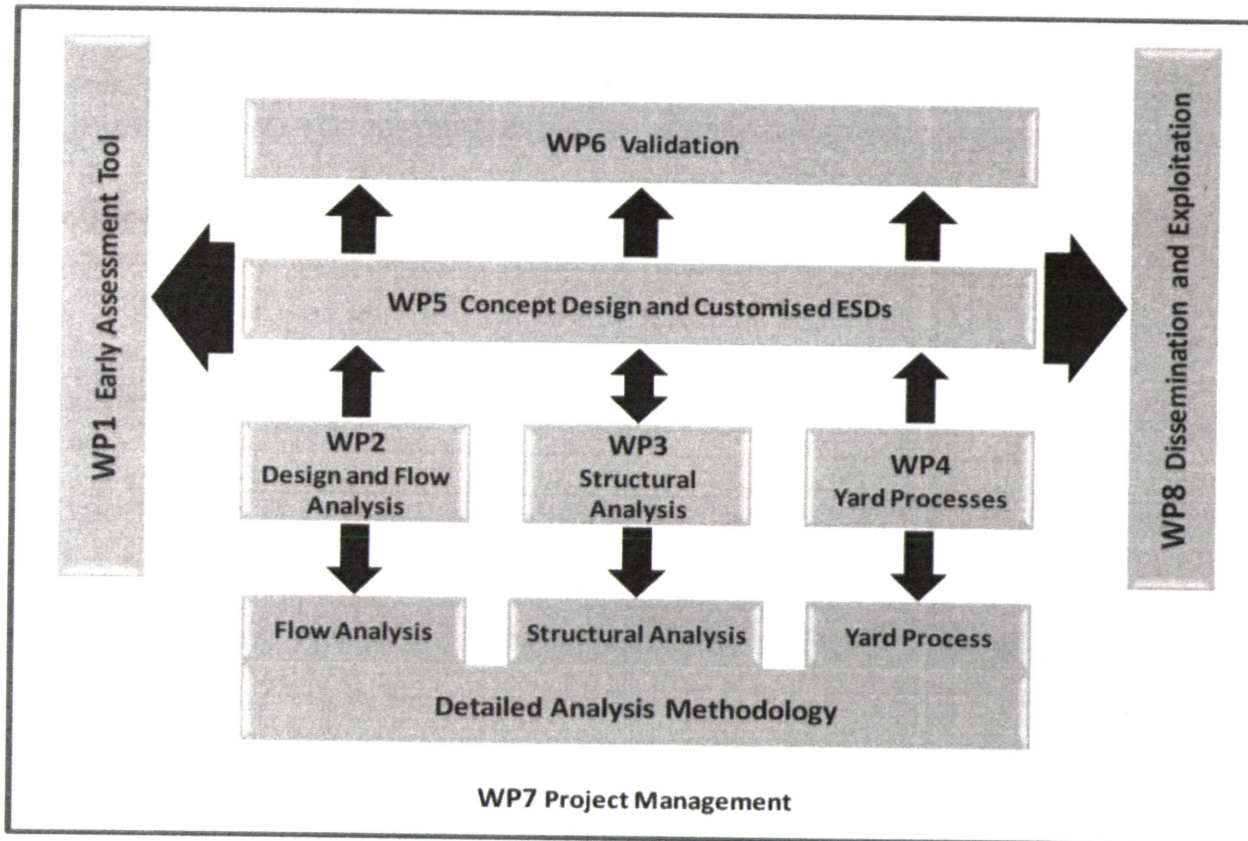 WP1 Early Assessment Tool
WP6 Validation
WP5 Concept Design and Customised ESDs
WP2
Design and Flow
Analysis
WP3
Structural
Analysis
WP4
Yard Processes
Flow Analysis
Structural Analysis
Yard Process
Detailed Analysis Methodology
WP8 Dissemination and Exploitation
WP7 Project Management